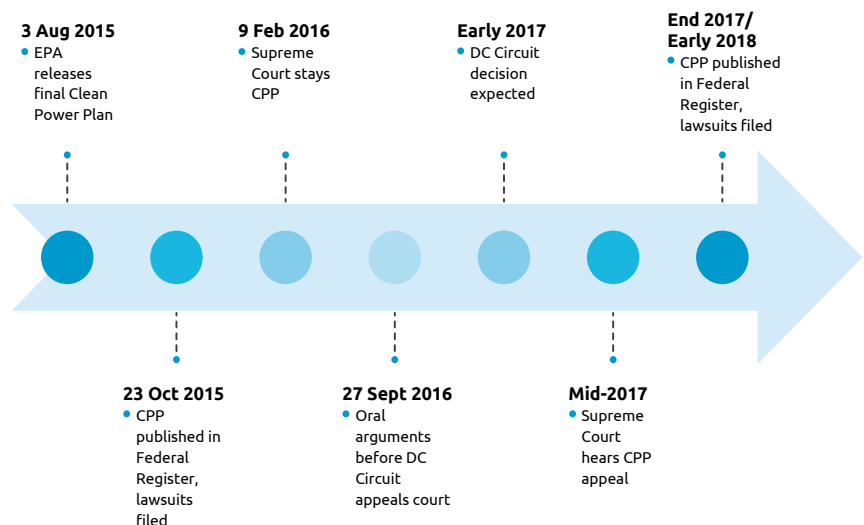 3 Aug 2015
EPA
releases
final Clean
Power Plan
23 Oct 2015
CPP
published in
Federal
Register,
lawsuits
filed
9 Feb 2016
Supreme
Court stays
CPP
27 Sept 2016
Oral
arguments
before DC
Circuit
appeals court
Early 2017
DC Circuit
decision
expected
Mid-2017
Supreme
Court
hears CPP
appeal
End 2017/
Early 2018
CPP published
in Federal
Register,
lawsuits filed